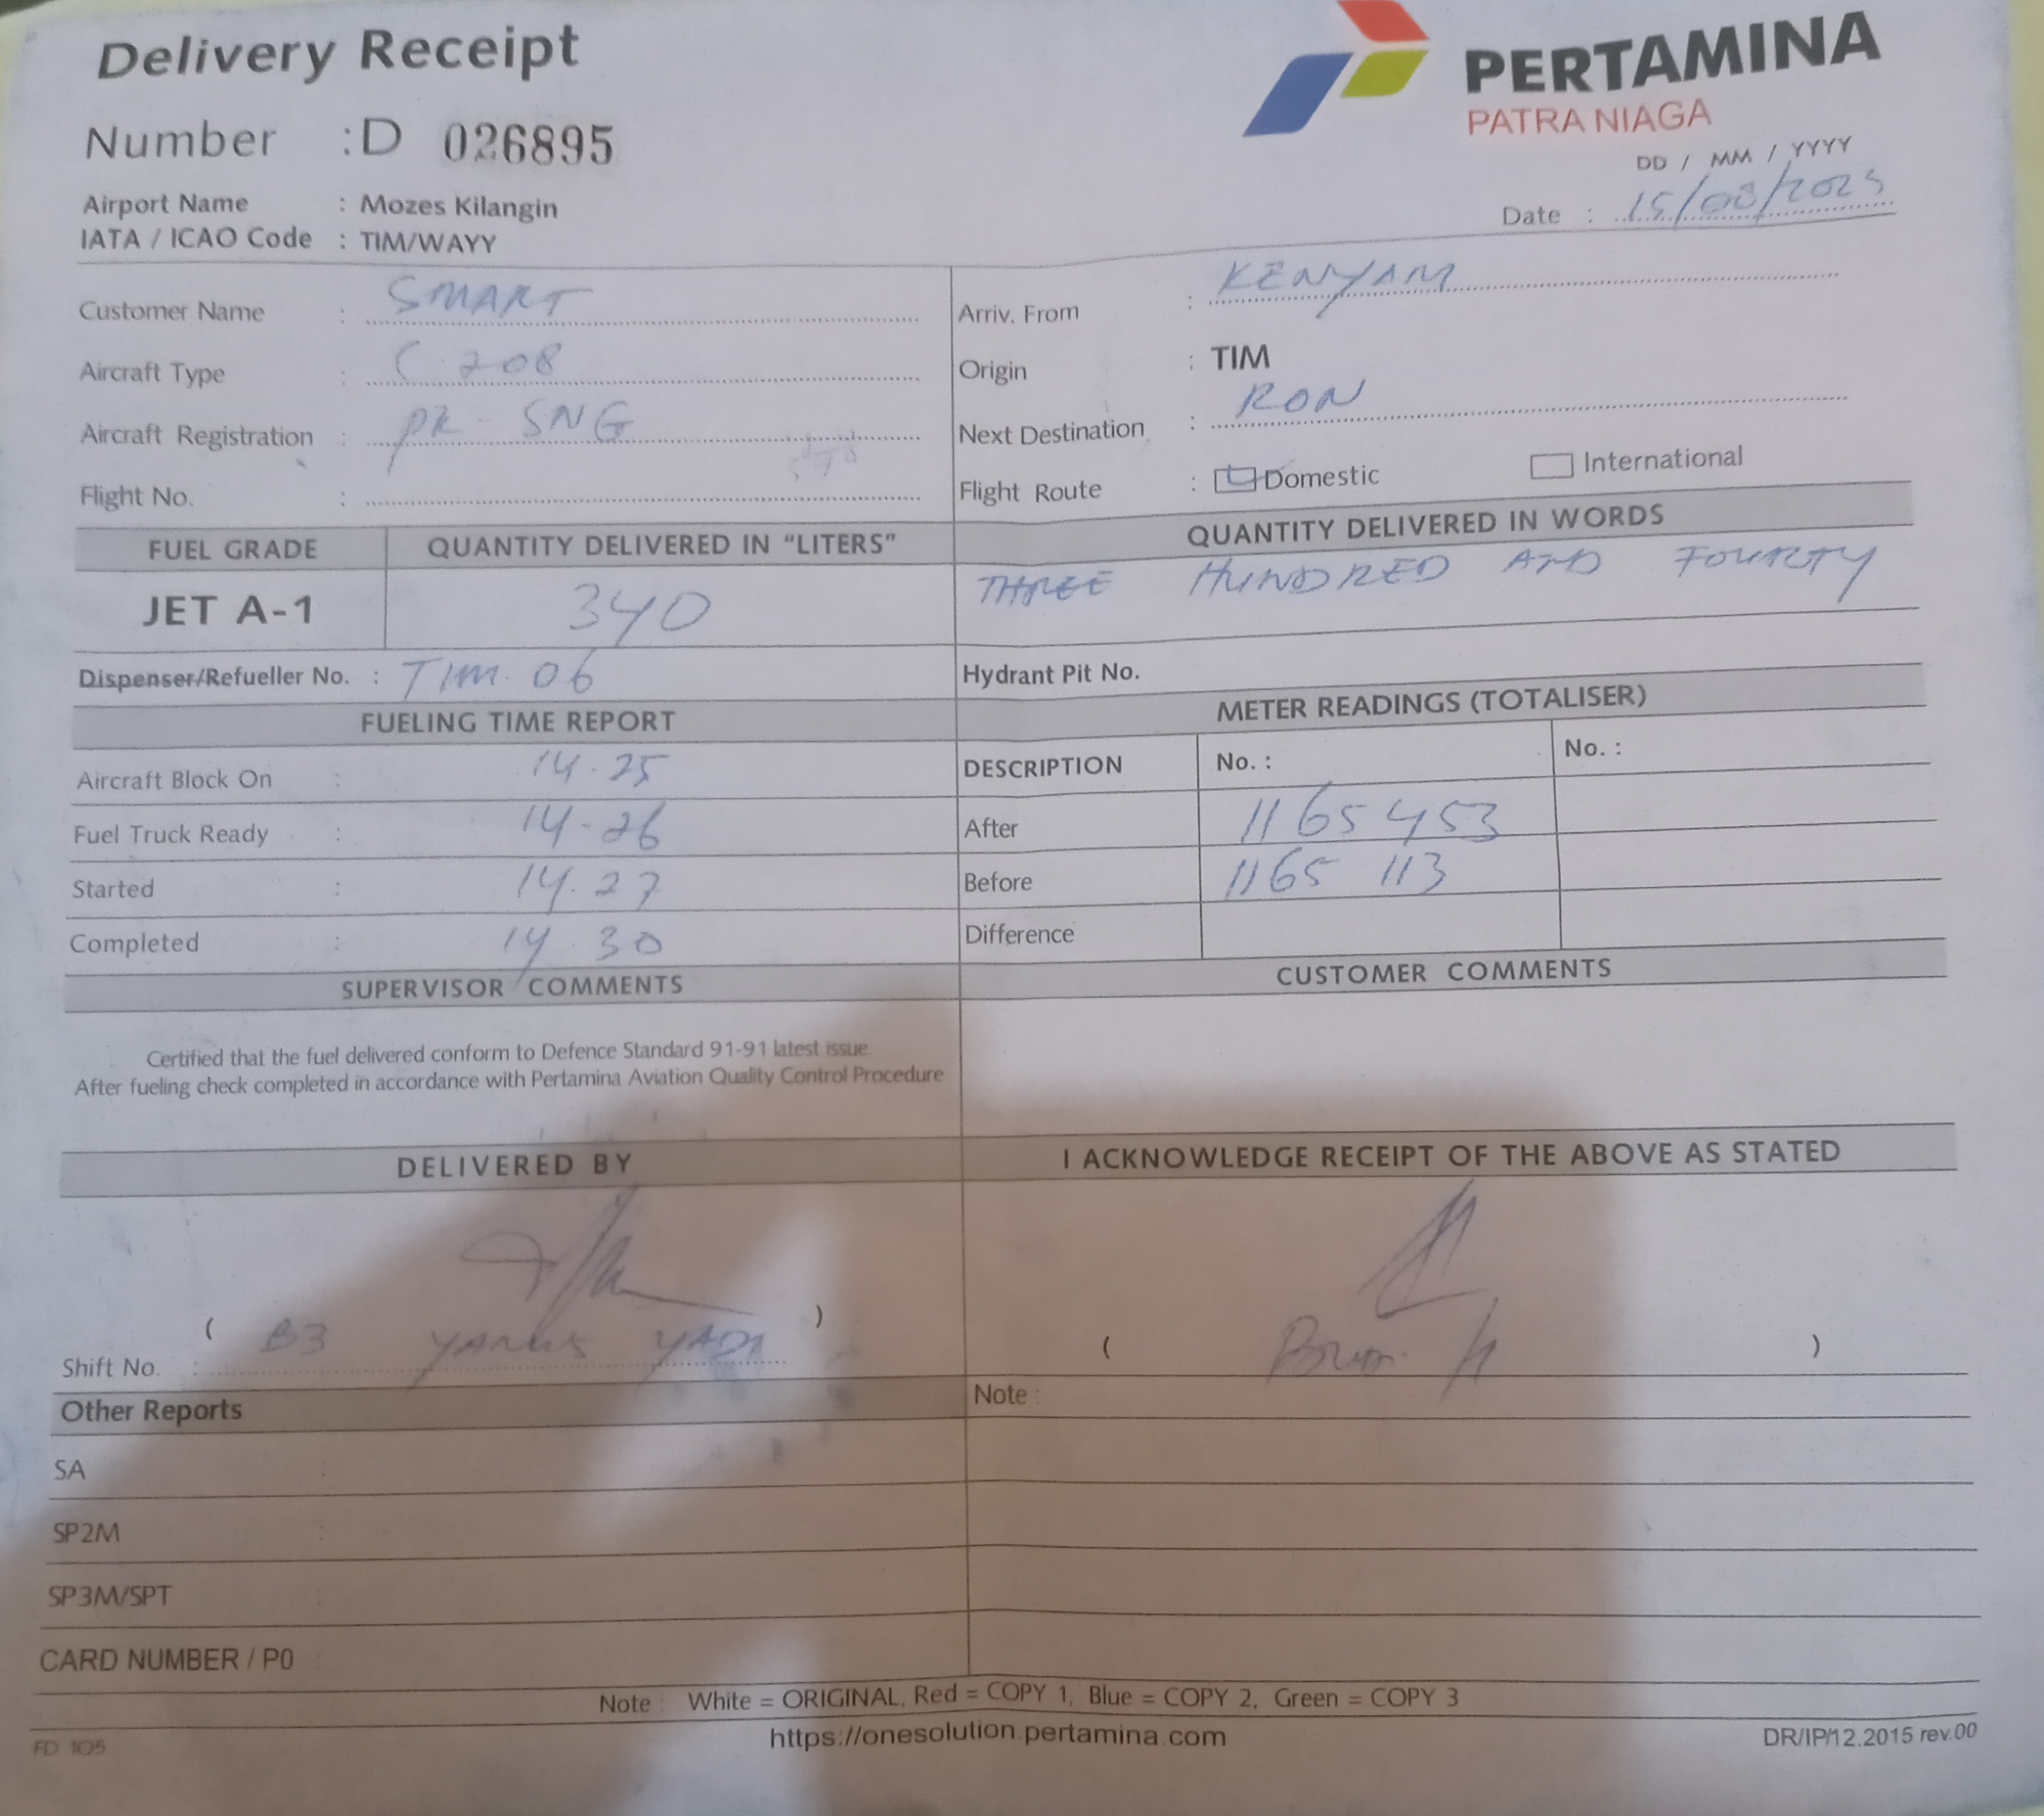 Delivery Receipt
PERTAMINA
PATRA NIAGA
Number : D 026895
DD / MM / YYYY
Date : 15/08/2023
Airport Name : Mozes Kilangin
IATA / ICAO Code : TIM/WAYY
Customer Name : SMART
Arriv. From : KENYAM
Aircraft Type : C 208
Origin : TIM
Aircraft Registration : PK - SNG
Next Destination : RON
Flight No. :
Flight Route : Domestic International
FUEL GRADE QUANTITY DELIVERED IN "LITERS" QUANTITY DELIVERED IN WORDS
JET A-1 340 THREE HUNDRED AND FOURTY
Dispenser/Refueller No. : TIM. 06 Hydrant Pit No.
FUELING TIME REPORT METER READINGS (TOTALISER)
Aircraft Block On : 14.25 DESCRIPTION No. : No. :
Fuel Truck Ready : 14-26 After 1165453
Started : 14.27 Before 1165 113
Completed : 14.30 Difference
SUPERVISOR COMMENTS CUSTOMER COMMENTS
Certified that the fuel delivered conform to Defence Standard 91-91 latest issue.
After fueling check completed in accordance with Pertamina Aviation Quality Control Procedure
DELIVERED BY I ACKNOWLEDGE RECEIPT OF THE ABOVE AS STATED
( )
( )
Shift No. : B3 YADI
Other Reports Note :
SA :
SP2M :
SP3M/SPT :
CARD NUMBER / P0 :
Note : White = ORIGINAL, Red = COPY 1, Blue = COPY 2, Green = COPY 3
https://onesolution.pertamina.com
FD 105
DR/IP/12.2015 rev.00